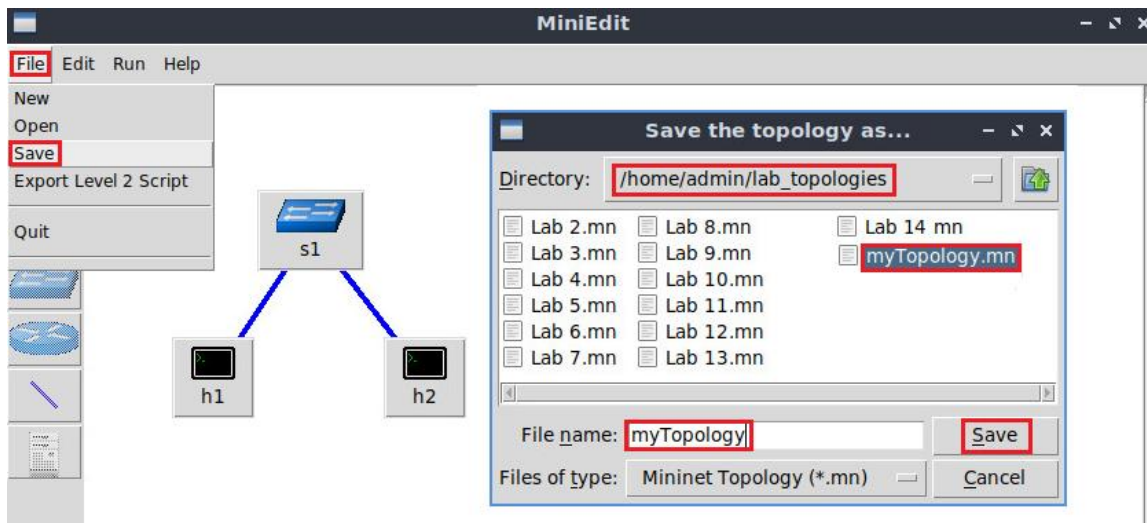 MiniEdit
File Edit Run Help
New
Open
Save
Export Level 2 Script
Quit
s1
h1
h2
Save the topology as...
Directory: /home/admin/lab_topologies
Lab 2.mn Lab 8.mn Lab 14 mn
Lab 3.mn Lab 9.mn myTopology.mn
Lab 4.mn Lab 10.mn
Lab 5.mn Lab 11.mn
Lab 6.mn Lab 12.mn
Lab 7.mn Lab 13.mn
File name: myTopology Save
Files of type: Mininet Topology (*.mn) Cancel